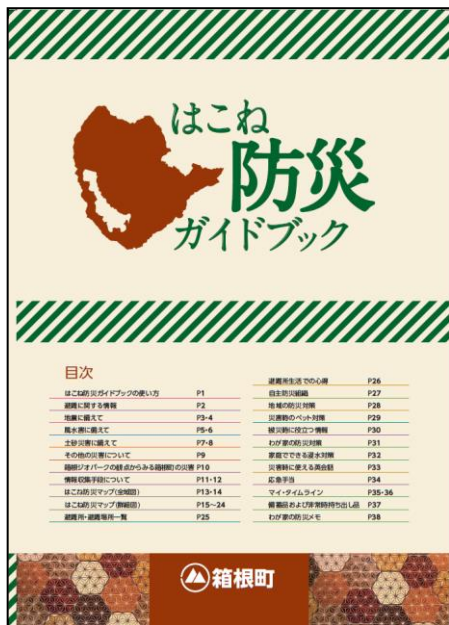 はこね
防災
ガイドブック
目次
はこね防災ガイドブックの使い方 P1
避難に関する情報 P2
地震に備えて P3-4
風水害に備えて P5-6
土砂災害に備えて P7-8
その他の災害について P9
箱根ジオパークの視点からみる箱根町の災害 P10
情報収集手段について P11-12
はこね防災マップ(全域図) P13-14
はこね防災マップ(詳細図) P15~24
避難所・避難場所一覧 P25
避難所生活での心得 P26
自主防災組織 P27
地域の防災対策 P28
災害時のペット対策 P29
被災時に役立つ情報 P30
わが家の防災対策 P31
家庭でできる浸水対策 P32
災害時に使える英会話 P33
応急手当 P34
マイ・タイムライン P35-36
備蓄品および非常時持ち出し品 P37
わが家の防災メモ P38
箱根町